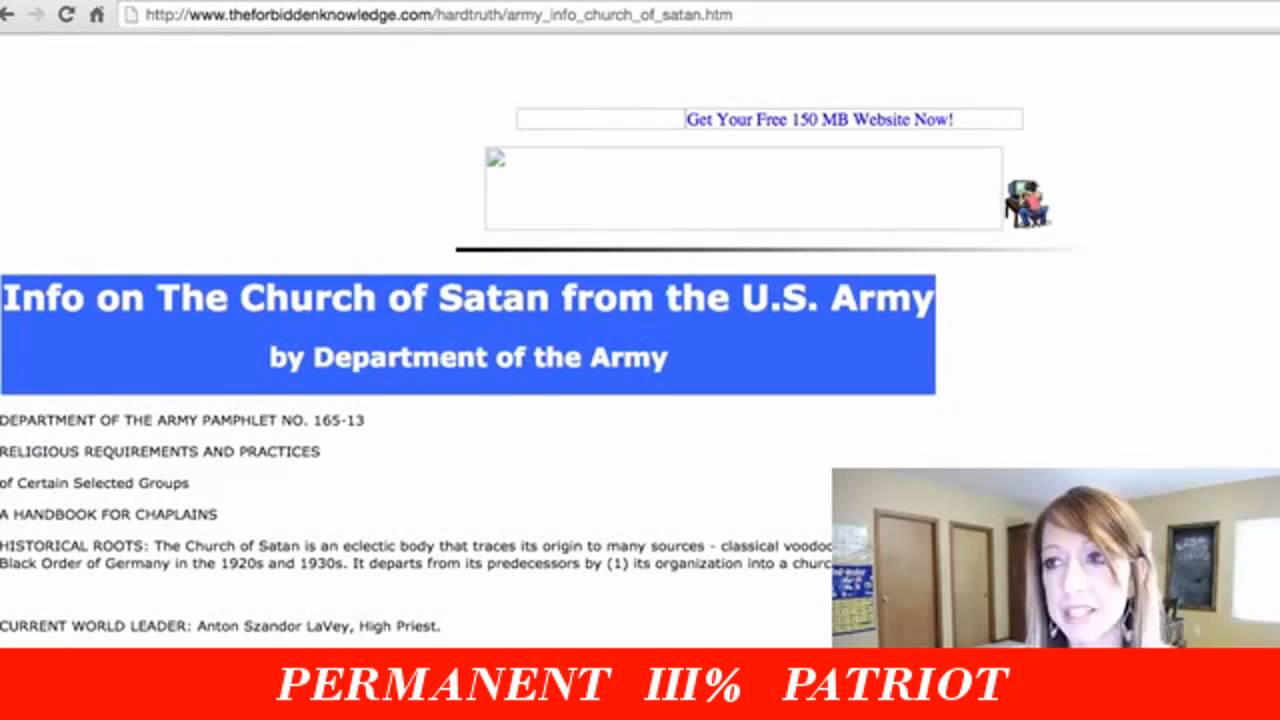 http://www.theforbiddenknowledge.com/hardtruth/army_info_church_of_satan.htm
Get Your Free 150 MB Website Now!
Info on The Church of Satan from the U.S. Army
by Department of the Army
DEPARTMENT OF THE ARMY PAMPHLET NO. 165-13
RELIGIOUS REQUIREMENTS AND PRACTICES
of Certain Selected Groups
A HANDBOOK FOR CHAPLAINS
HISTORICAL ROOTS: The Church of Satan is an eclectic body that traces its origin to many sources - classical voodoo
Black Order of Germany in the 1920s and 1930s. It departs from its predecessors by (1) its organization into a churc
CURRENT WORLD LEADER: Anton Szandor LaVey, High Priest.
PERMANENT III% PATRIOT